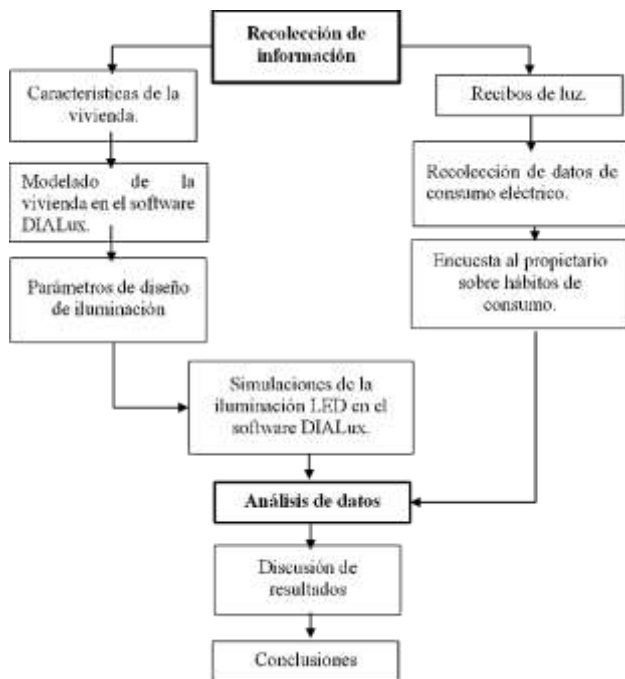 Recolección de
información
Características de la
vivienda.
Recibos de luz.
Modelado de la
vivienda en el software
DIALux.
Recolección de datos de
consumo eléctrico.
Parámetros de diseño
de iluminación
Encuesta al propietario
sobre hábitos de
consumo.
Simulaciones de la
iluminación LED en el
software DIALux.
Análisis de datos
Discusión de
resultados
Conclusiones